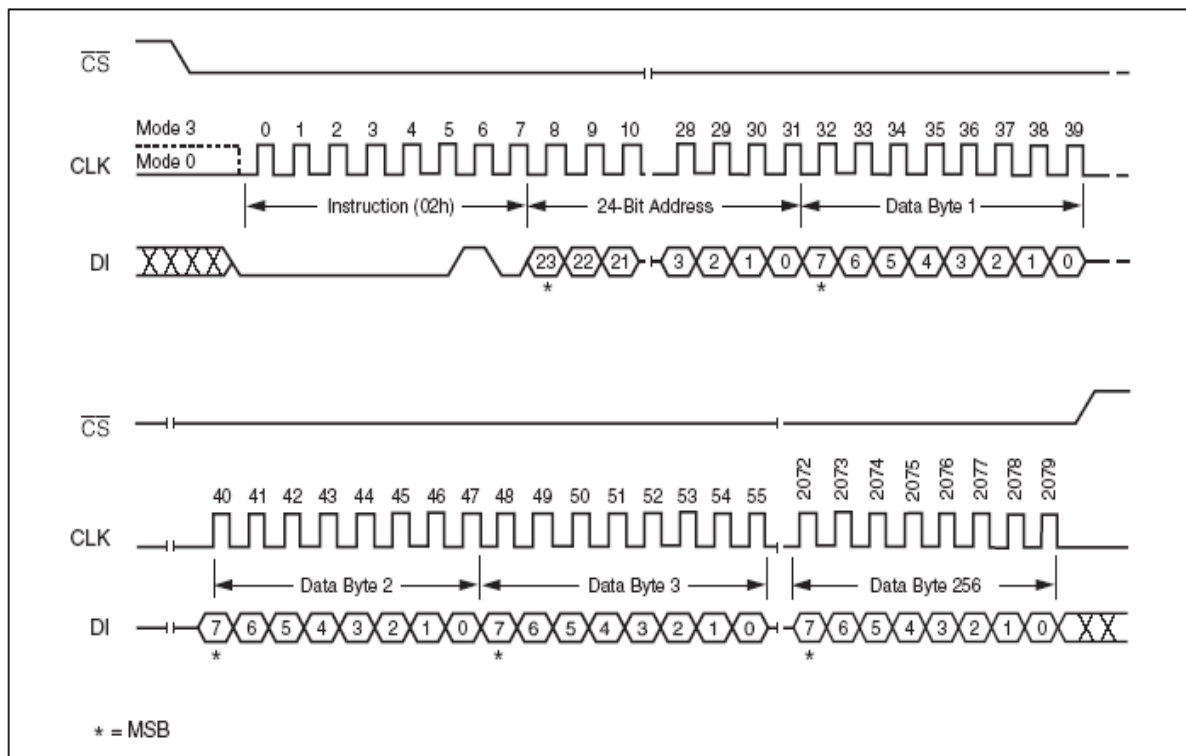 CS
Mode 3
0 1 2 3 4 5 6 7 8 9 10 28 29 30 31 32 33 34 35 36 37 38 39
CLK
Mode 0
Instruction (02h) 24-Bit Address Data Byte 1
DI 23 22 21 3 2 1 0 7 6 5 4 3 2 1 0
* *
CS
40 41 42 43 44 45 46 47 48 49 50 51 52 53 54 55 2072 2073 2074 2075 2076 2077 2078 2079
CLK
Data Byte 2 Data Byte 3 Data Byte 256
DI 7 6 5 4 3 2 1 0 7 6 5 4 3 2 1 0 7 6 5 4 3 2 1 0
* * *
* = MSB